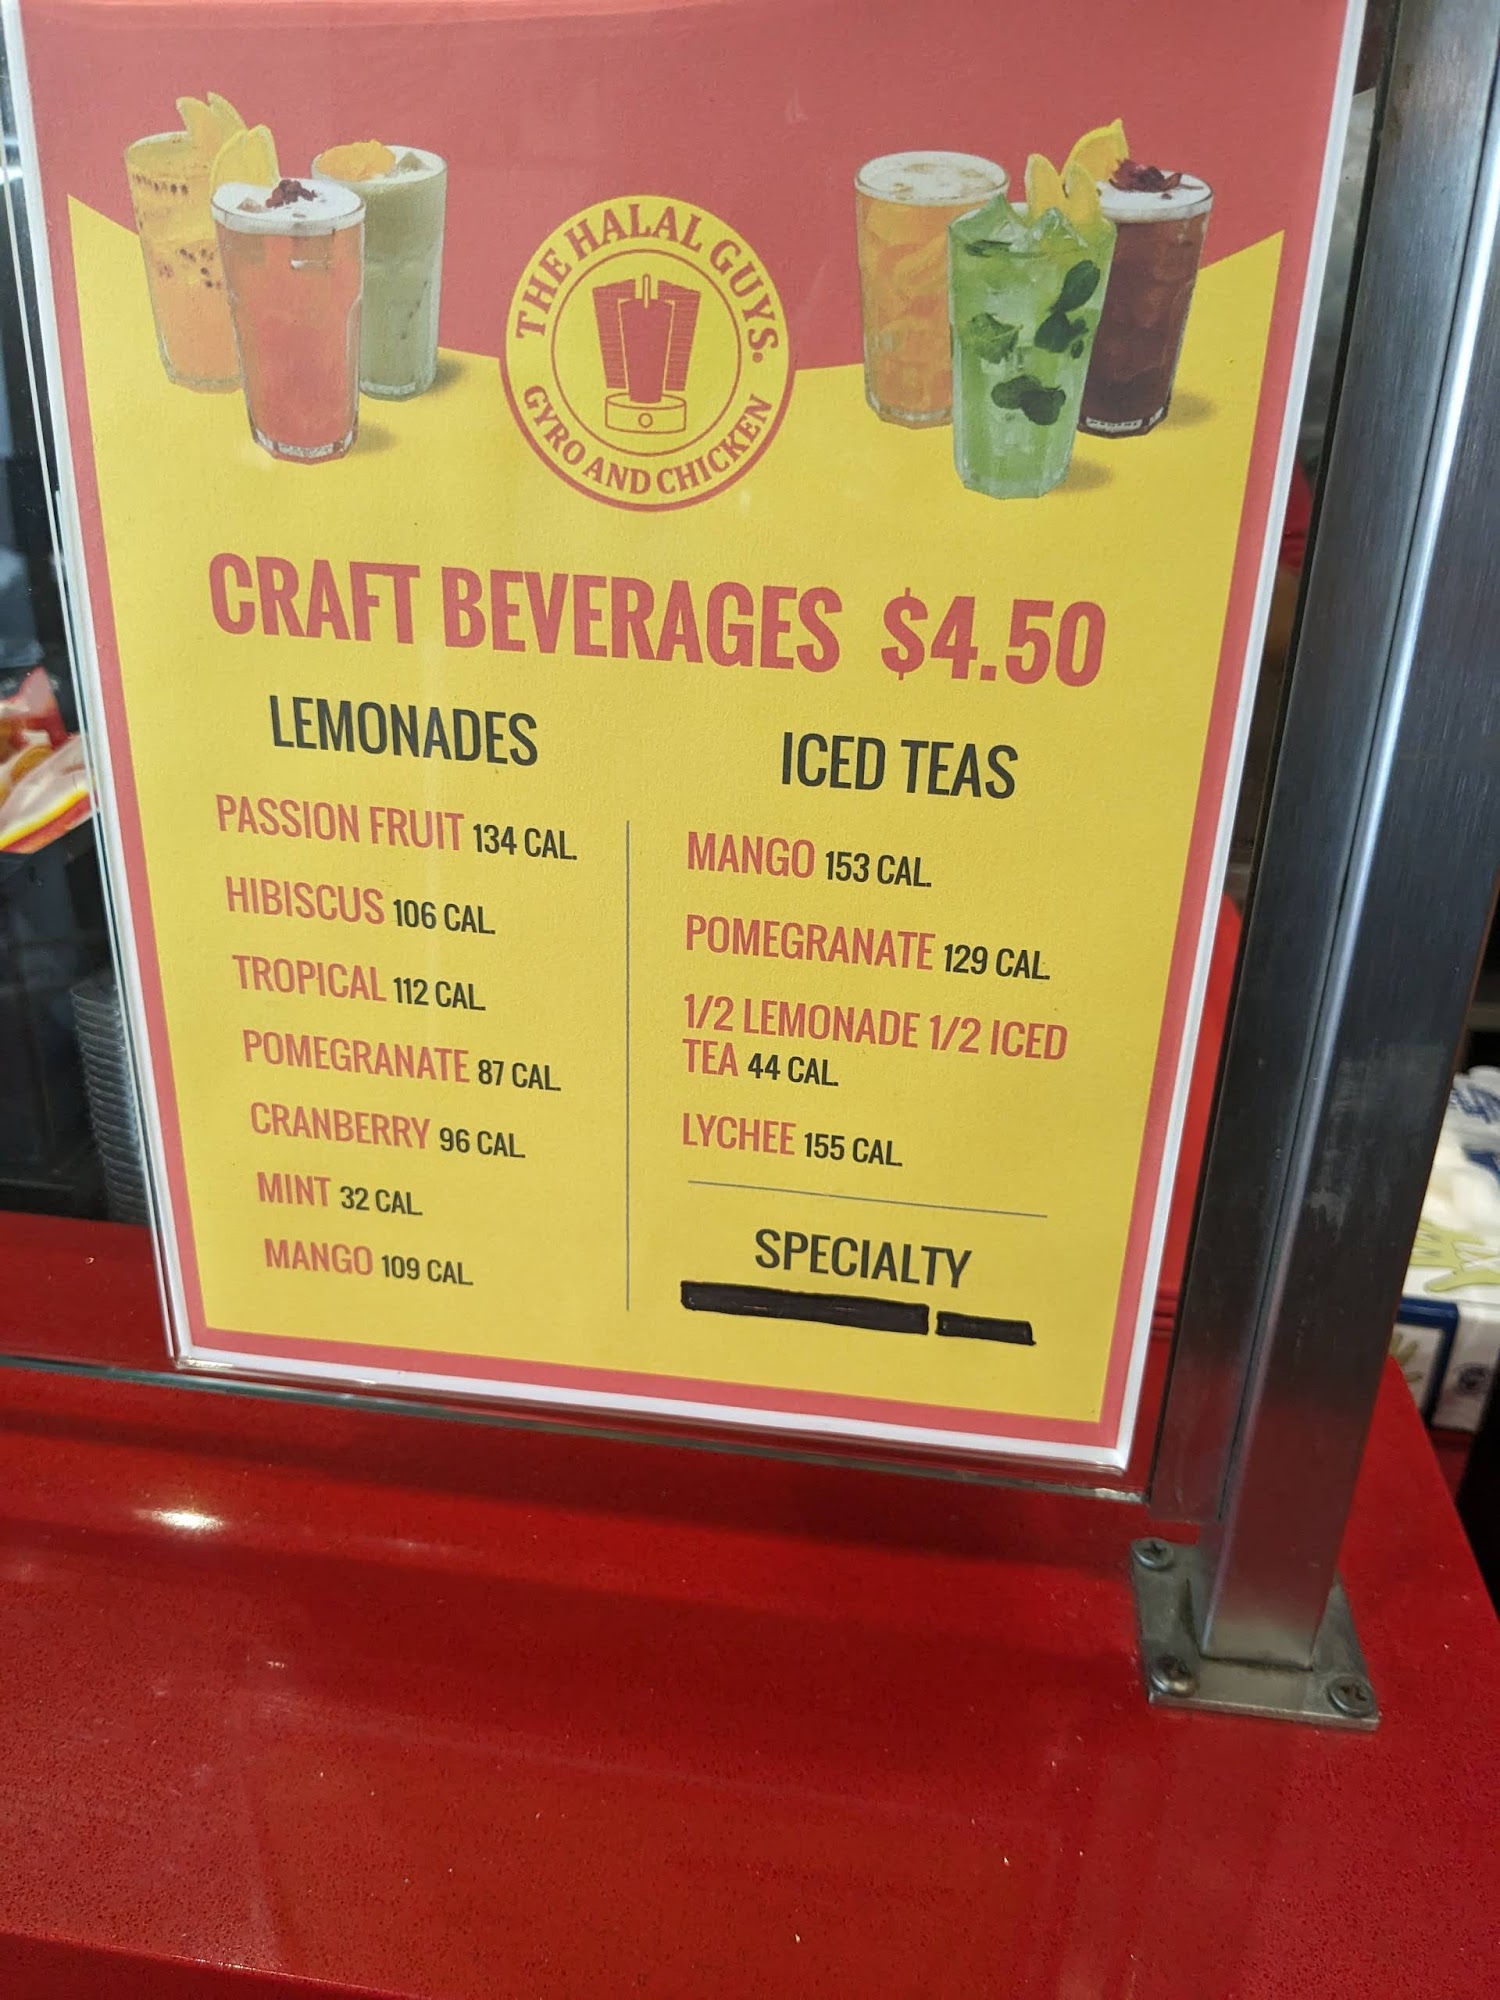 THE HALAL GUYS®
GYRO AND CHICKEN
CRAFT BEVERAGES $4.50
LEMONADES
PASSION FRUIT 134 CAL.
HIBISCUS 106 CAL.
TROPICAL 112 CAL.
POMEGRANATE 87 CAL.
CRANBERRY 96 CAL.
MINT 32 CAL.
MANGO 109 CAL.
ICED TEAS
MANGO 153 CAL.
POMEGRANATE 129 CAL.
1/2 LEMONADE 1/2 ICED
TEA 44 CAL.
LYCHEE 155 CAL.
SPECIALTY